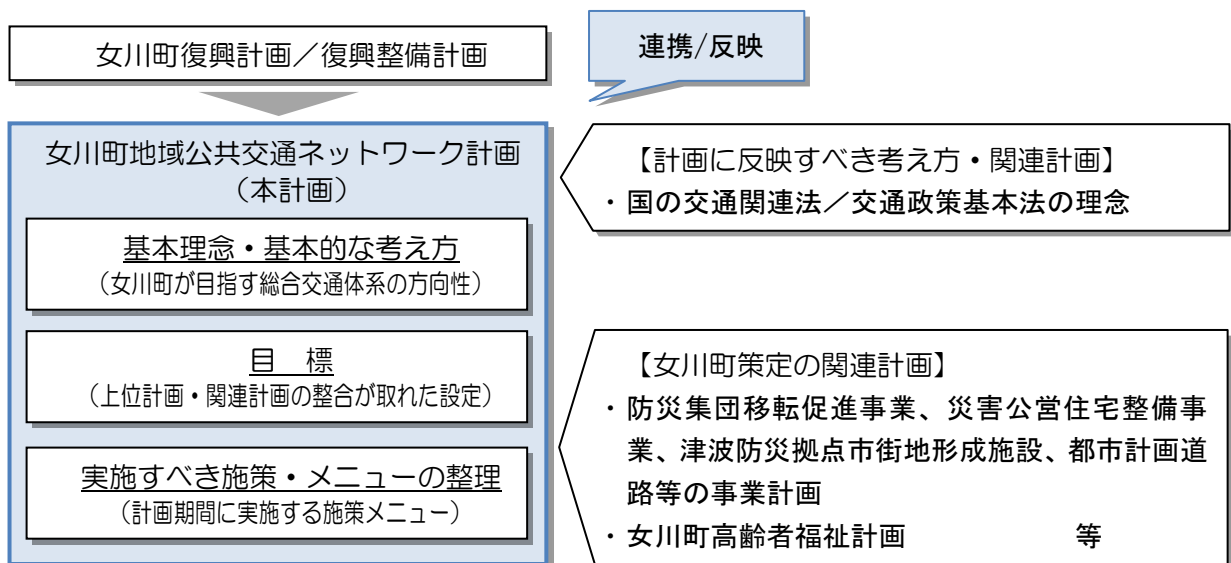 女川町復興計画／復興整備計画
連携/反映
女川町地域公共交通ネットワーク計画
（本計画）
基本理念・基本的な考え方
（女川町が目指す総合交通体系の方向性）
目　標
（上位計画・関連計画の整合が取れた設定）
実施すべき施策・メニューの整理
（計画期間に実施する施策メニュー）
【計画に反映すべき考え方・関連計画】
・国の交通関連法／交通政策基本法の理念
【女川町策定の関連計画】
・防災集団移転促進事業、災害公営住宅整備事
業、津波防災拠点市街地形成施設、都市計画道
路等の事業計画
・女川町高齢者福祉計画　　　　　　等